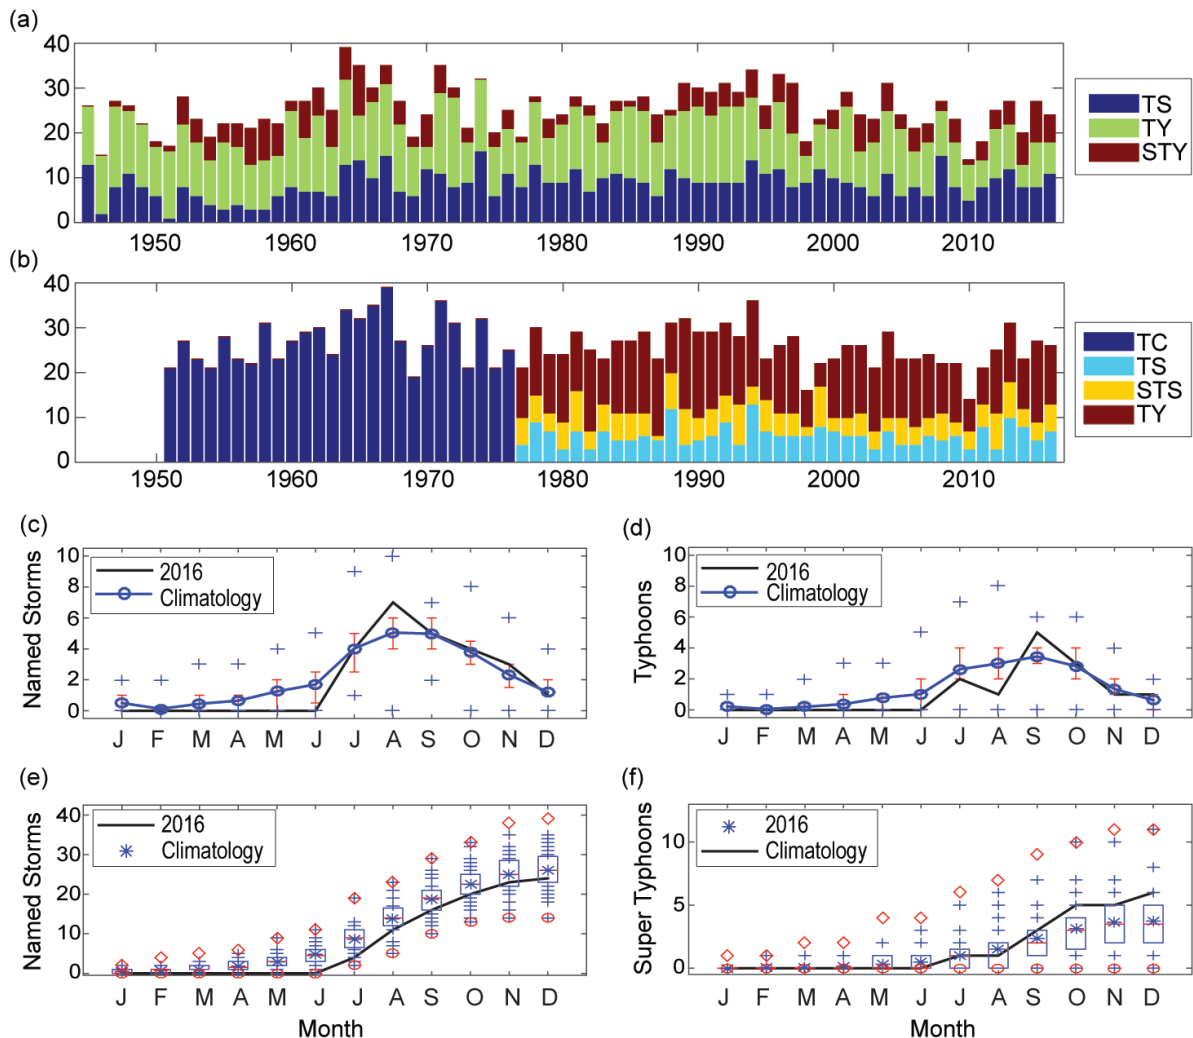 (a)
40
30
20
10
0
1950 1960 1970 1980 1990 2000 2010
TS
TY
STY
(b)
40
30
20
10
0
1950 1960 1970 1980 1990 2000 2010
TC
TS
STS
TY
(c)
Named Storms
10
8
6
4
2
0
2016
Climatology
J F M A M J J A S O N D
(d)
Typhoons
10
8
6
4
2
0
2016
Climatology
J F M A M J J A S O N D
(e)
Named Storms
40
30
20
10
0
2016
Climatology
J F M A M J J A S O N D
Month
(f)
Super Typhoons
10
5
0
2016
Climatology
J F M A M J J A S O N D
Month